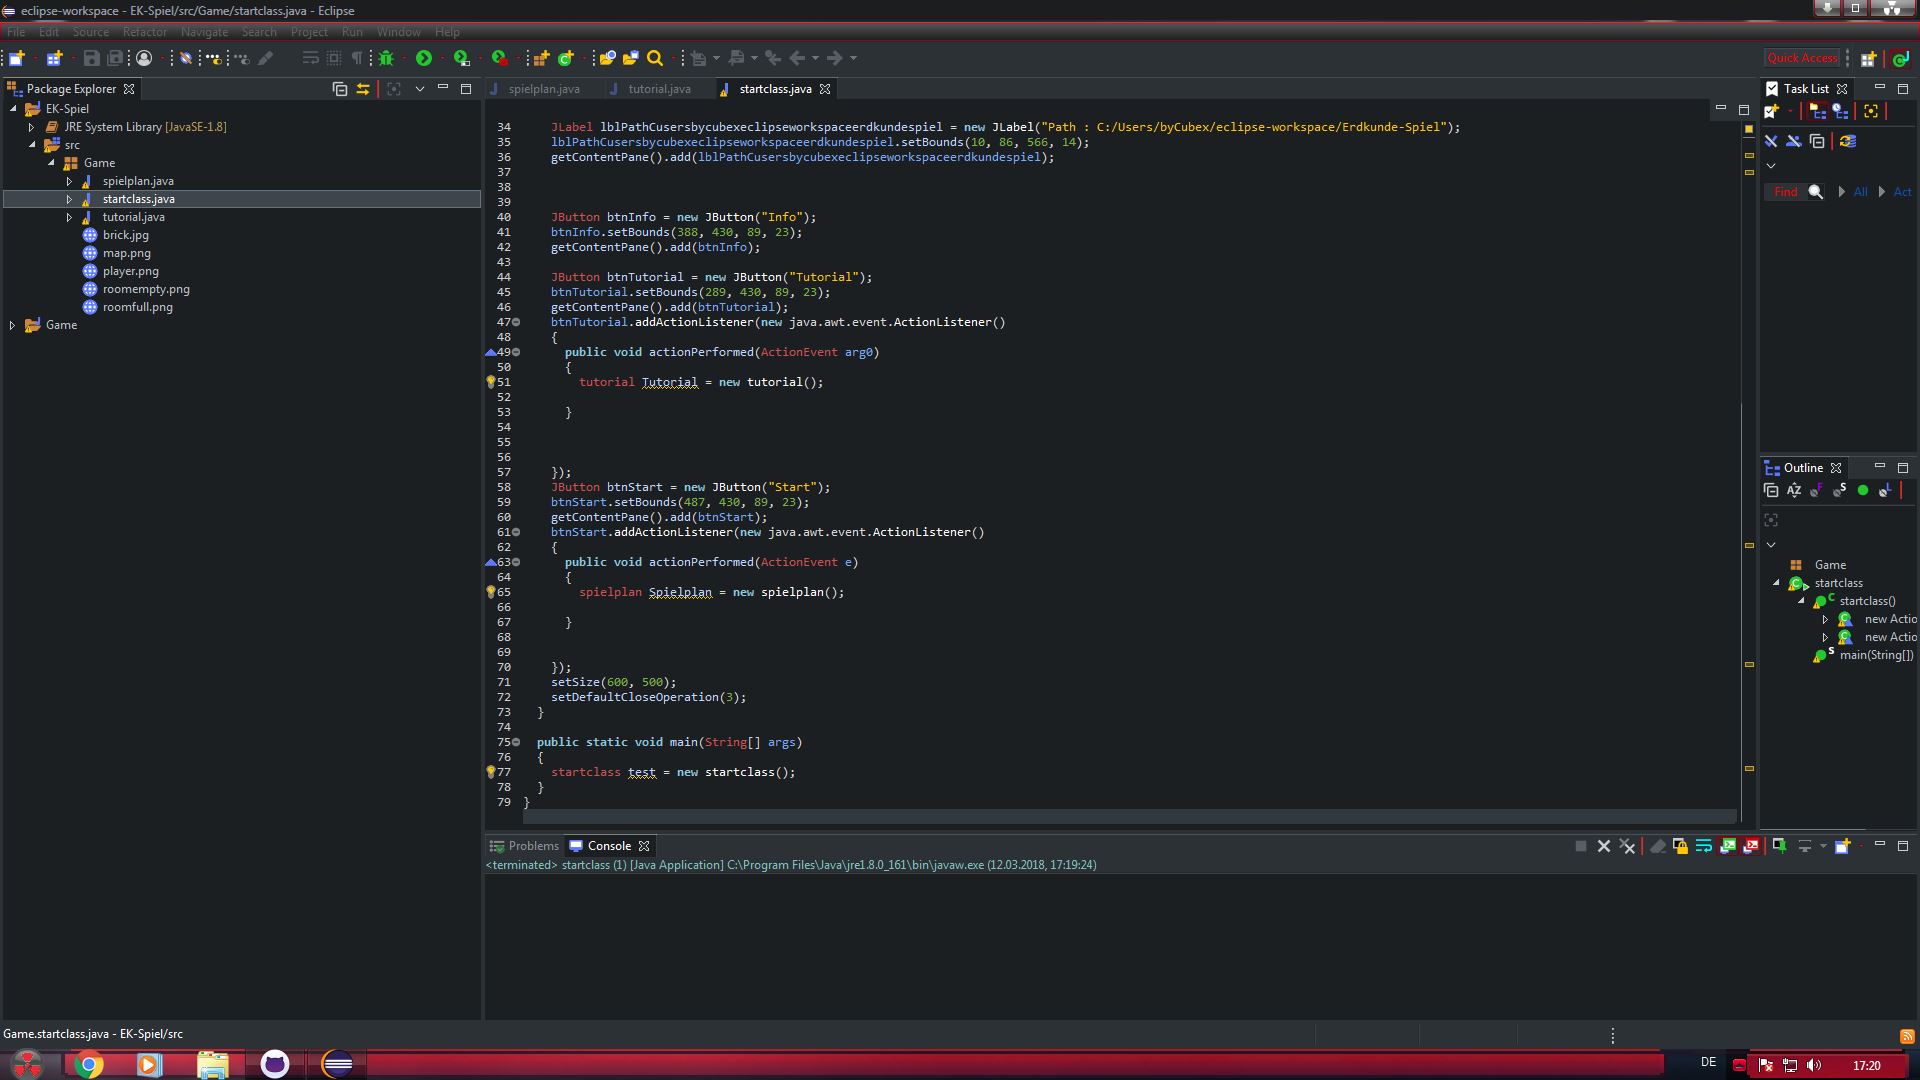 eclipse-workspace - EK-Spiel/src/Game/startclass.java - Eclipse
File Edit Source Refactor Navigate Search Project Run Window Help
Quick Access
Package Explorer
EK-Spiel
JRE System Library [JavaSE-1.8]
src
Game
spielplan.java
startclass.java
tutorial.java
brick.jpg
map.png
player.png
roomempty.png
roomfull.png
Game
spielplan.java tutorial.java startclass.java
34 JLabel lblPathCusersbycubexeclipseworkspaceerdkundespiel = new JLabel("Path : C:/Users/byCubex/eclipse-workspace/Erdkunde-Spiel");
35 lblPathCusersbycubexeclipseworkspaceerdkundespiel.setBounds(10, 86, 566, 14);
36 getContentPane().add(lblPathCusersbycubexeclipseworkspaceerdkundespiel);
37
38
39
40 JButton btnInfo = new JButton("Info");
41 btnInfo.setBounds(388, 430, 89, 23);
42 getContentPane().add(btnInfo);
43
44 JButton btnTutorial = new JButton("Tutorial");
45 btnTutorial.setBounds(289, 430, 89, 23);
46 getContentPane().add(btnTutorial);
47 btnTutorial.addActionListener(new java.awt.event.ActionListener()
48 {
49 public void actionPerformed(ActionEvent arg0)
50 {
51 tutorial Tutorial = new tutorial();
52
53 }
54
55
56
57 });
58 JButton btnStart = new JButton("Start");
59 btnStart.setBounds(487, 430, 89, 23);
60 getContentPane().add(btnStart);
61 btnStart.addActionListener(new java.awt.event.ActionListener()
62 {
63 public void actionPerformed(ActionEvent e)
64 {
65 spielplan Spielplan = new spielplan();
66
67 }
68
69
70 });
71 setSize(600, 500);
72 setDefaultCloseOperation(3);
73 }
74
75 public static void main(String[] args)
76 {
77 startclass test = new startclass();
78 }
79 }
Task List
Find All Act
Outline
Game
startclass
startclass()
new Actio
new Actio
main(String[])
Problems Console
<terminated> startclass (1) [Java Application] C:\Program Files\Java\jre1.8.0_161\bin\javaw.exe (12.03.2018, 17:19:24)
Game.startclass.java - EK-Spiel/src
DE 17:20